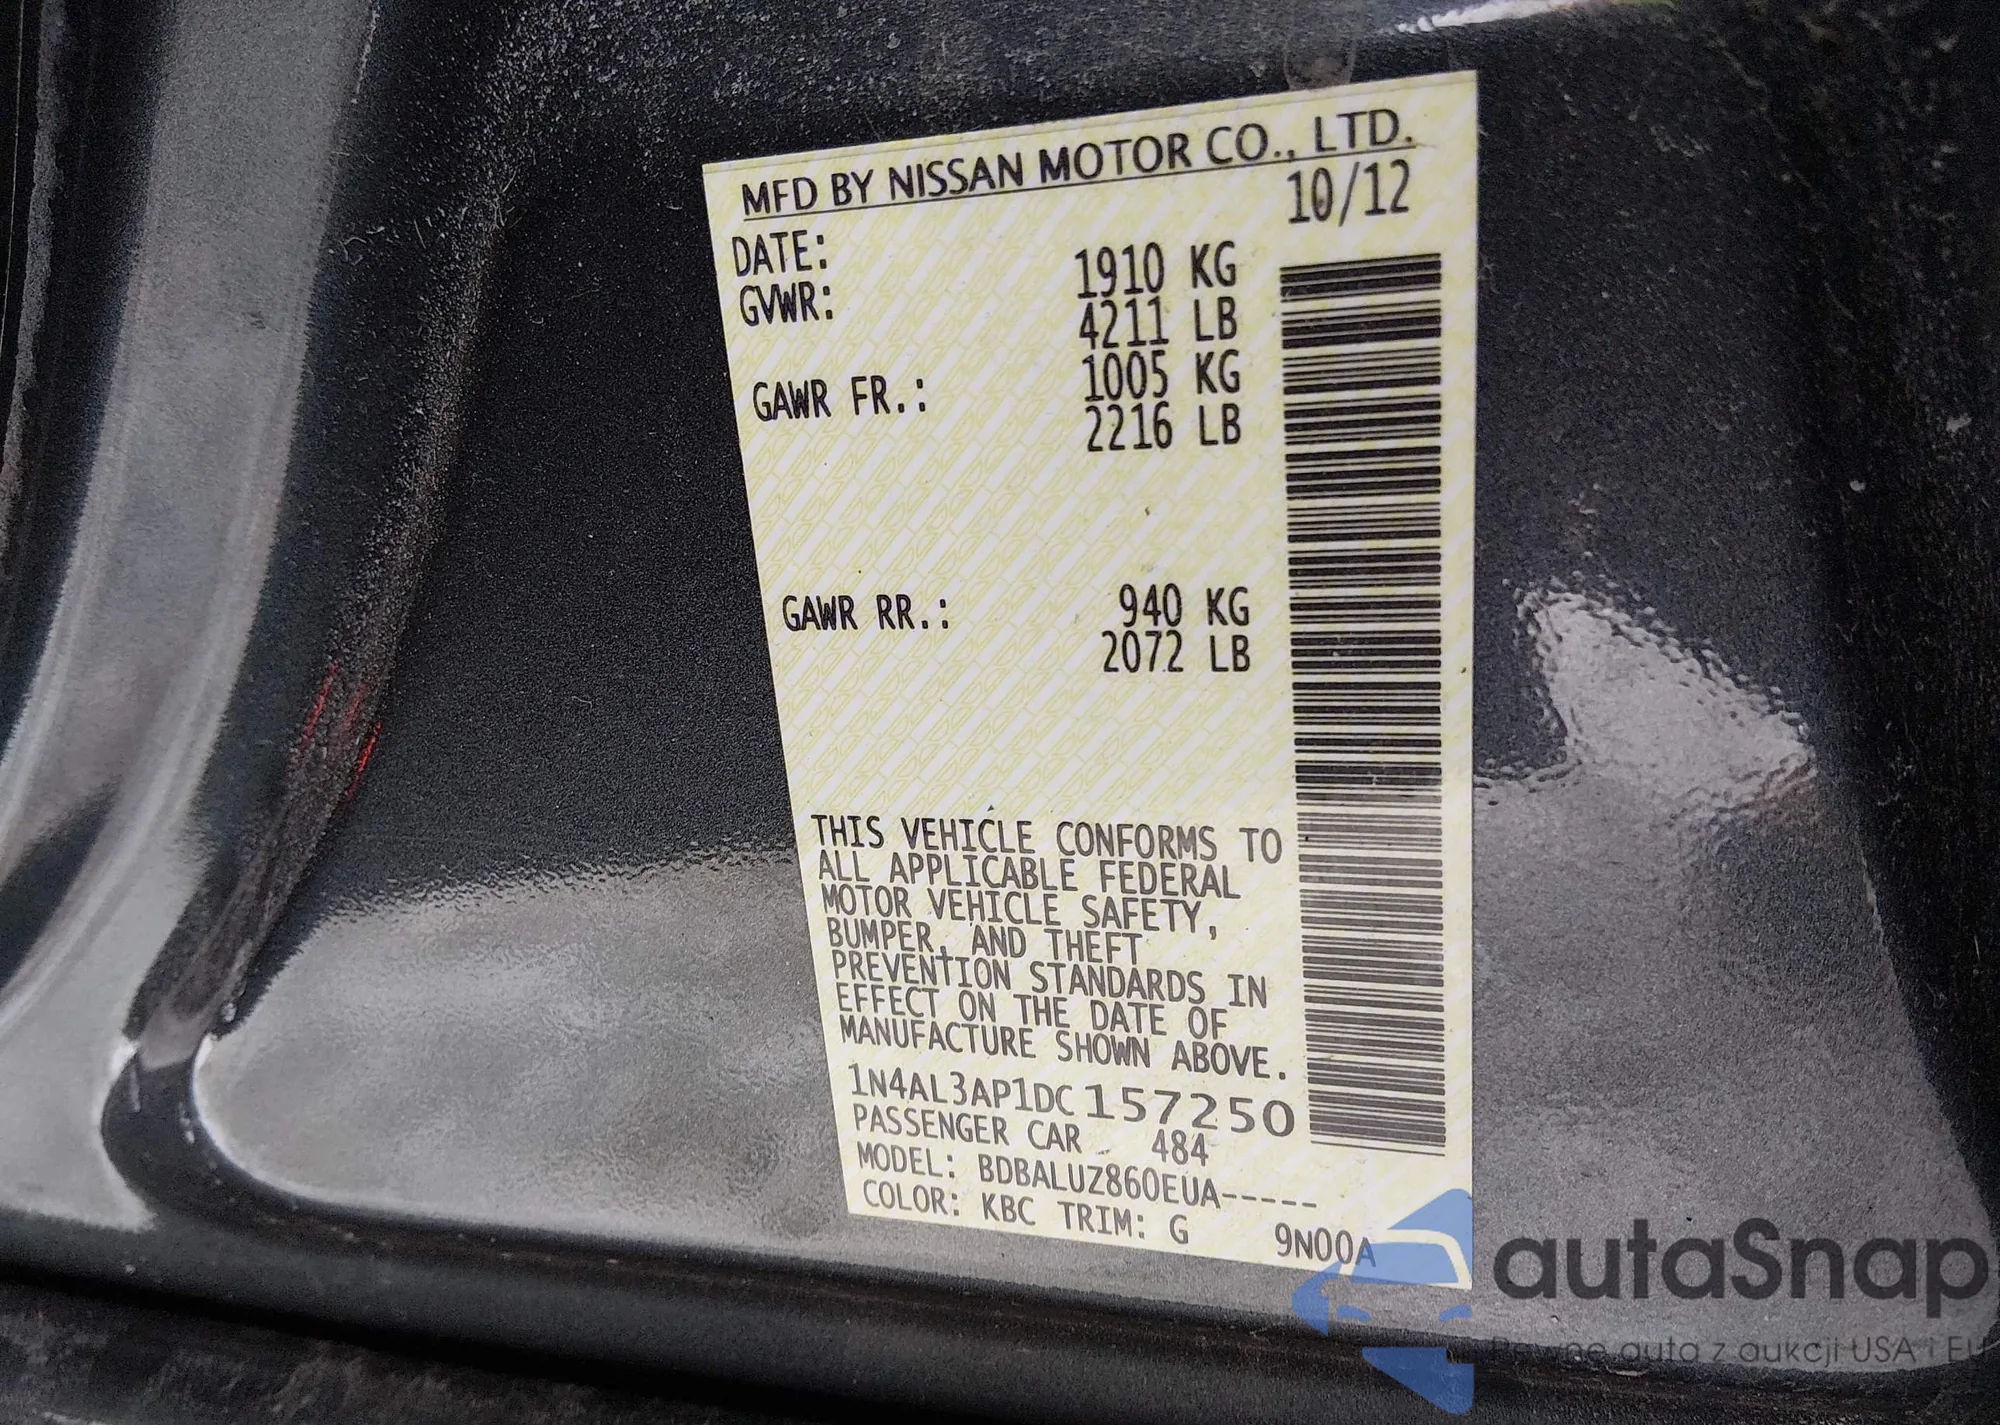 MFD BY NISSAN MOTOR CO., LTD.
DATE: 10/12
GVWR: 1910 KG
4211 LB
GAWR FR.: 1005 KG
2216 LB
GAWR RR.: 940 KG
2072 LB
THIS VEHICLE CONFORMS TO
ALL APPLICABLE FEDERAL
MOTOR VEHICLE SAFETY,
BUMPER, AND THEFT
PREVENTION STANDARDS IN
EFFECT ON THE DATE OF
MANUFACTURE SHOWN ABOVE.
1N4AL3AP1DC157250
PASSENGER CAR 484
MODEL: BDBALUZ860EUA-----
COLOR: KBC TRIM: G 9N00A
autaSnap
Pewne auta z aukcji USA i EU